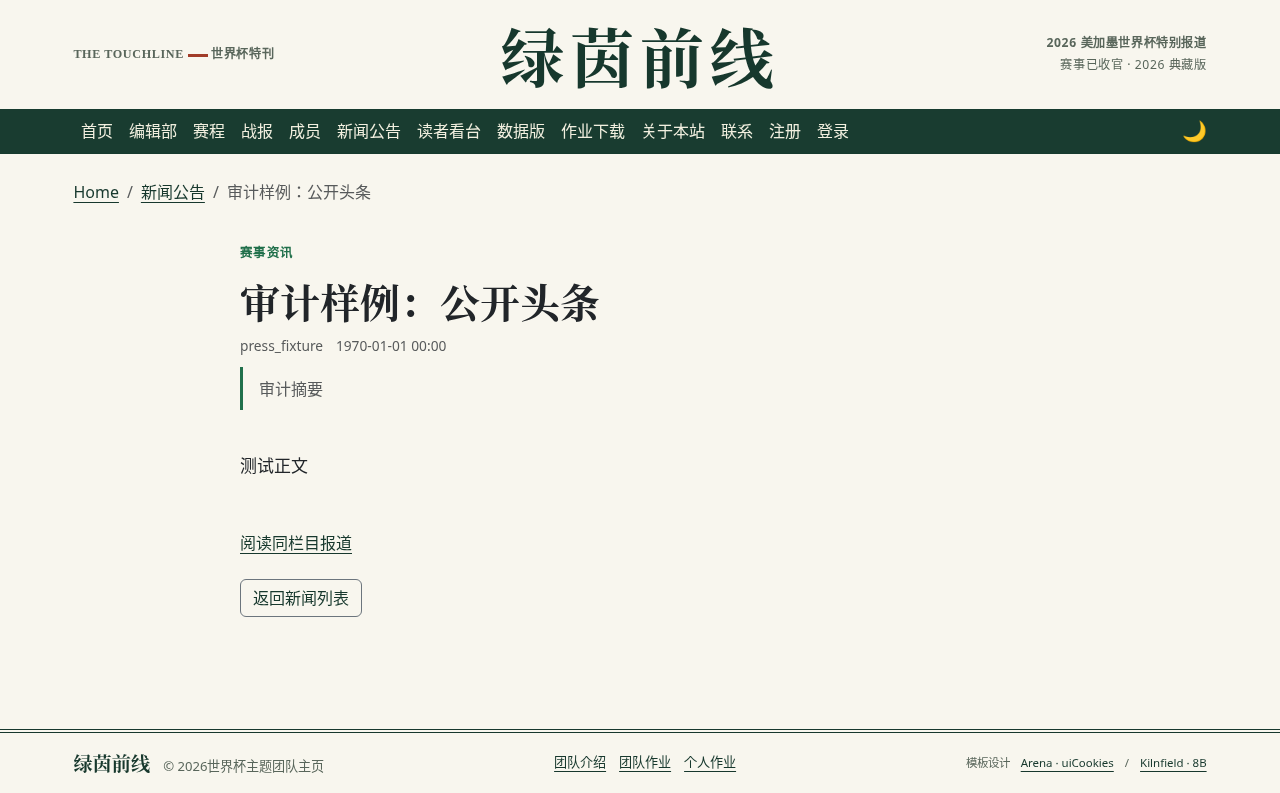 THE TOUCHLINE 世界杯特刊
绿茵前线
2026 美加墨世界杯特别报道
赛事已收官 · 2026 典藏版
首页 编辑部 赛程 战报 成员 新闻公告 读者看台 数据版 作业下载 关于本站 联系 注册 登录
Home / 新闻公告 / 审计样例：公开头条
赛事资讯
审计样例：公开头条
press_fixture 1970-01-01 00:00
审计摘要
测试正文
阅读同栏目报道
返回新闻列表
绿茵前线 © 2026世界杯主题团队主页
团队介绍 团队作业 个人作业
模板设计 Arena · uiCookies / Kilnfield · 8B